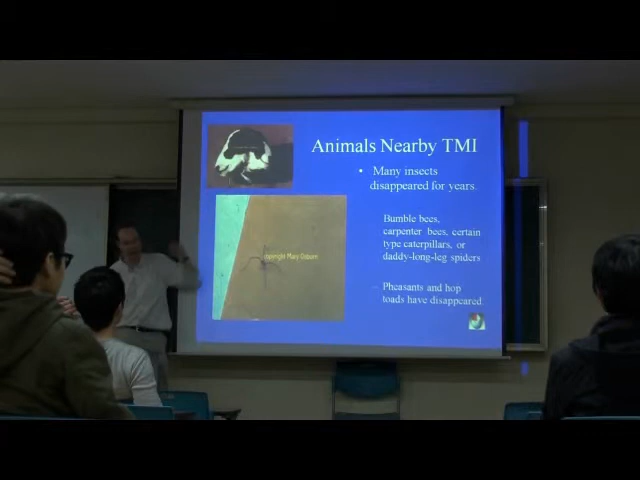 Animals Nearby TMI
• Many insects
disappeared for years.
Bumble bees,
carpenter bees, certain
type caterpillars, or
daddy-long-leg spiders
– Pheasants and hop
toads have disappeared
copyright Mary Osborn